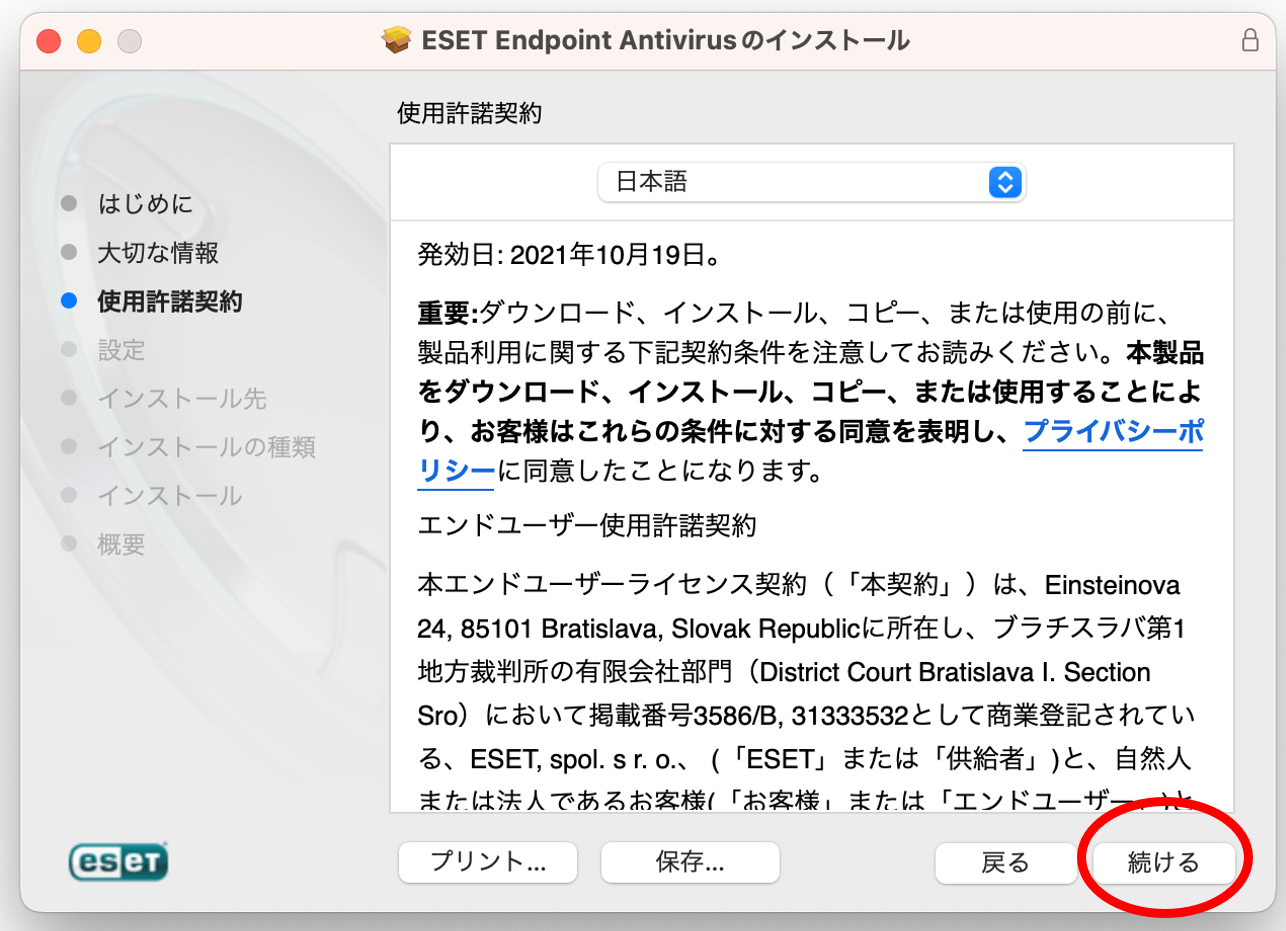 ESET Endpoint Antivirusのインストール
使用許諾契約
日本語
はじめに
大切な情報
使用許諾契約
設定
インストール先
インストールの種類
インストール
概要
発効日: 2021年10月19日。
重要:ダウンロード、インストール、コピー、または使用の前に、
製品利用に関する下記契約条件を注意してお読みください。本製品
をダウンロード、インストール、コピー、または使用することによ
り、お客様はこれらの条件に対する同意を表明し、プライバシーポ
リシーに同意したことになります。
エンドユーザー使用許諾契約
本エンドユーザーライセンス契約（「本契約」）は、Einsteinova
24, 85101 Bratislava, Slovak Republicに所在し、ブラチスラバ第1
地方裁判所の有限会社部門（District Court Bratislava I. Section
Sro）において掲載番号3586/B, 31333532として商業登記されてい
る、ESET, spol. s r. o.、 (「ESET」または「供給者」)と、自然人
または法人であるお客様(「お客様」または「エンドユーザー」)と
eset
プリント...
保存...
戻る
続ける